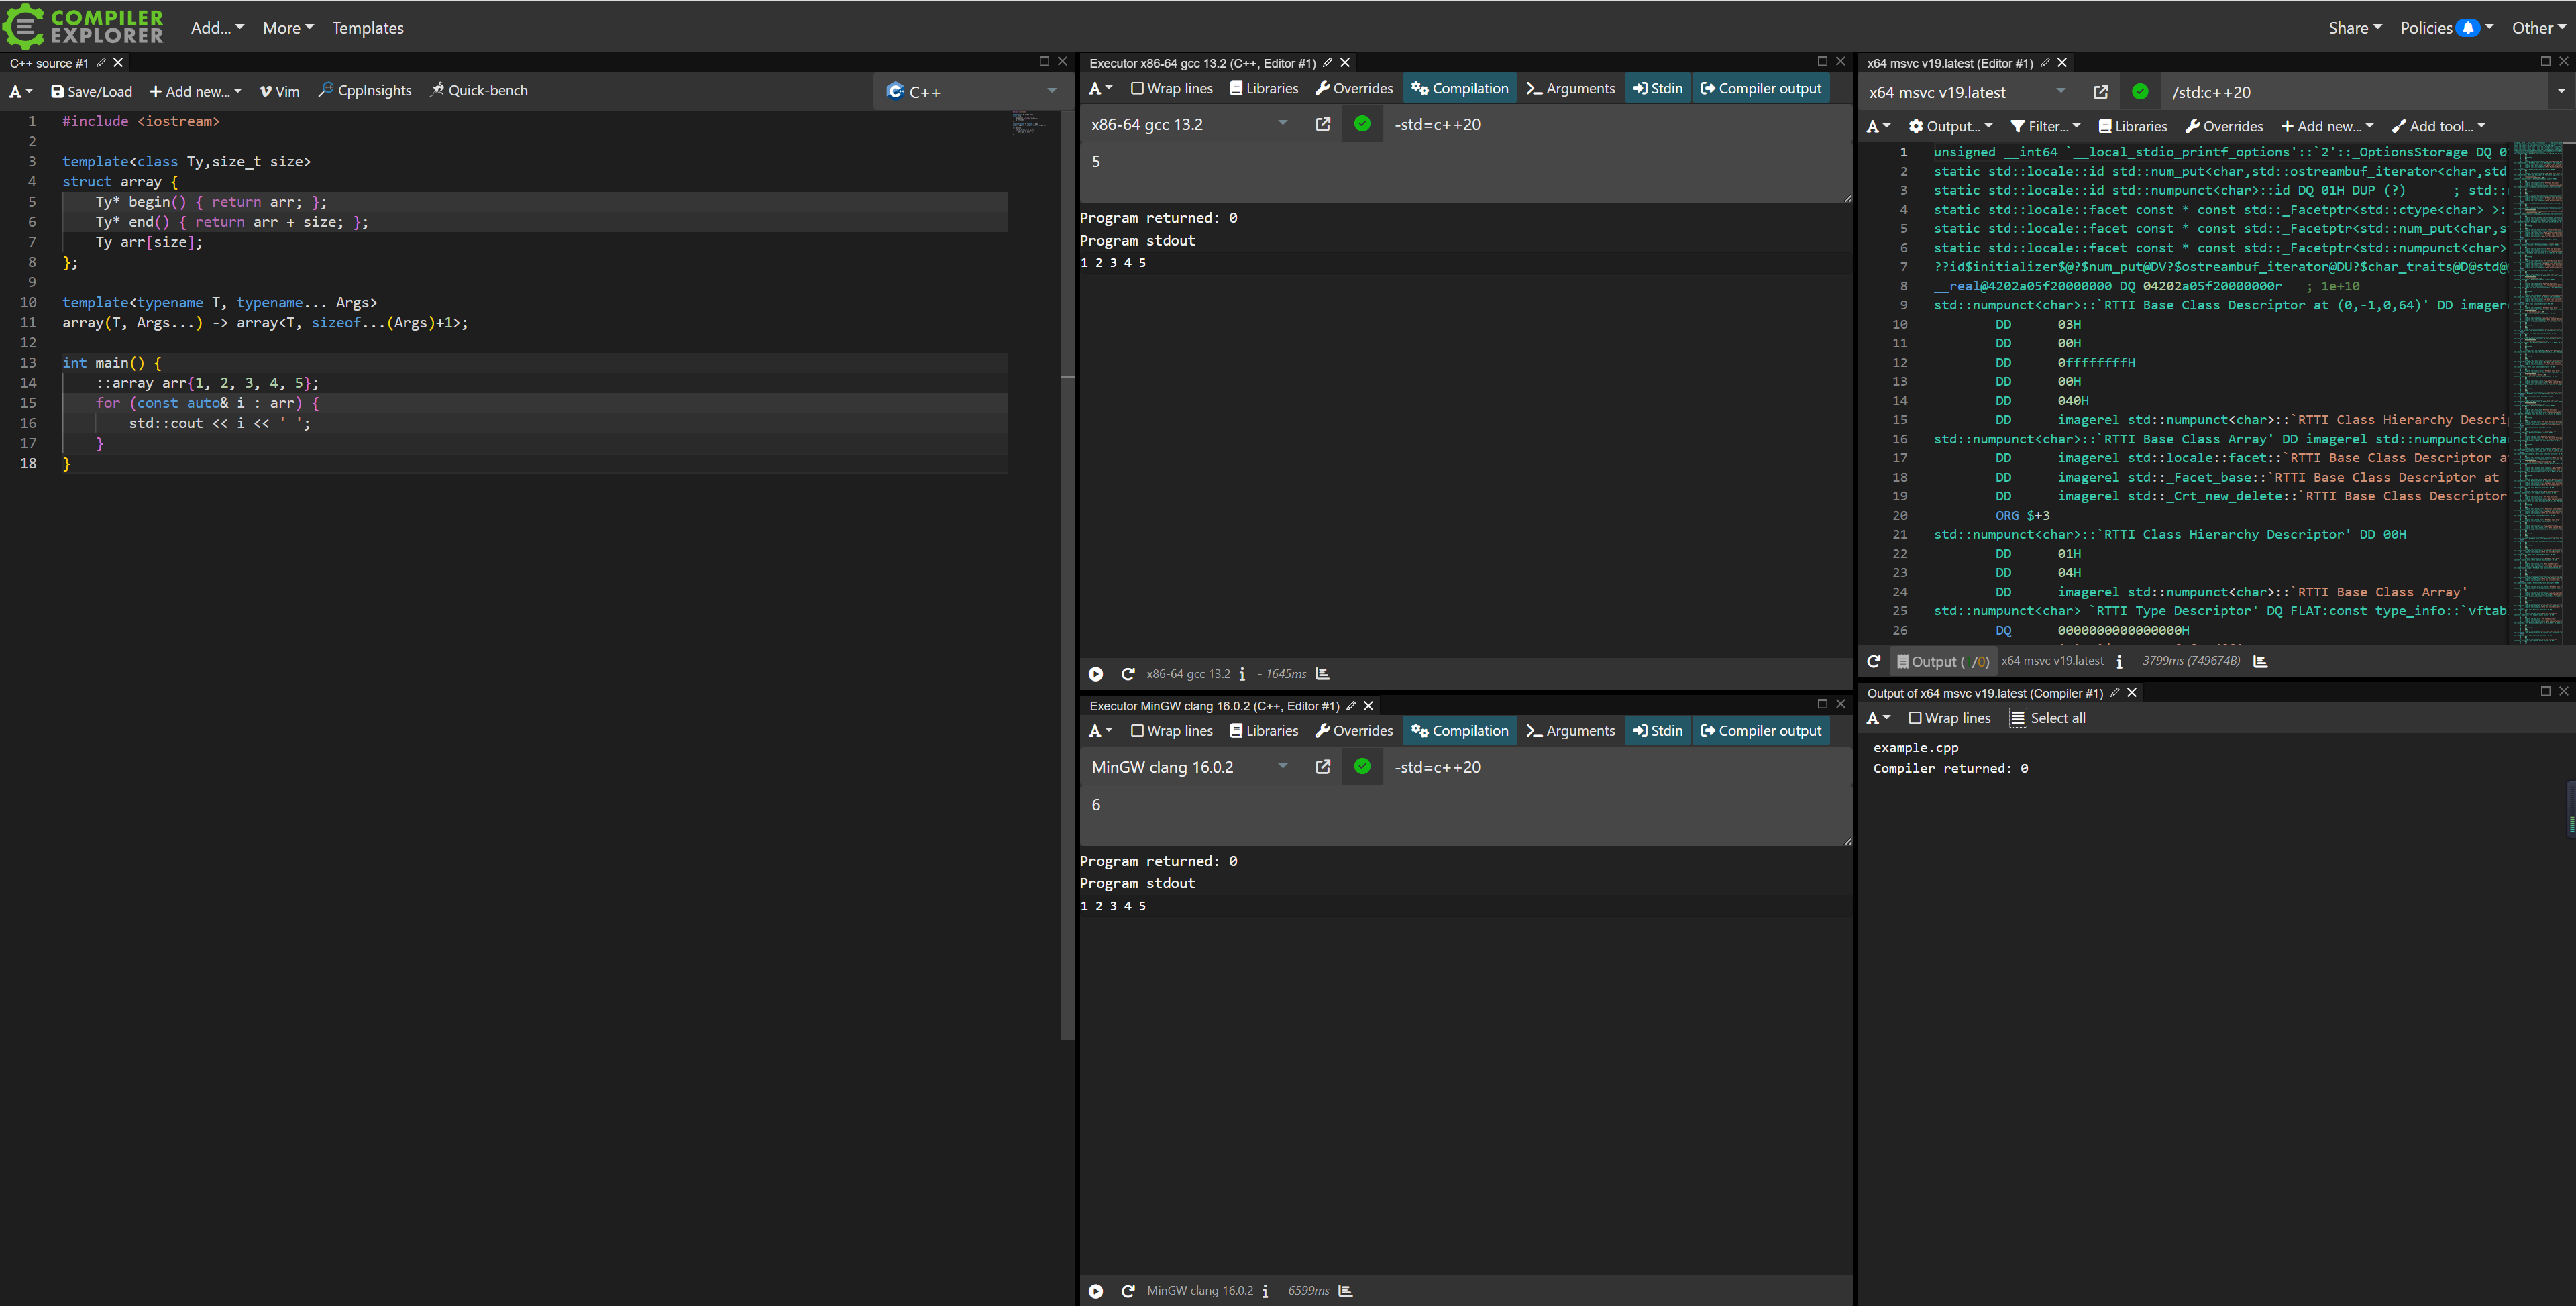 COMPILER
EXPLORER
Add...
More
Templates
Share
Policies
Other
C++ source #1
A
Save/Load
Add new...
Vim
CppInsights
Quick-bench
C++
1 #include <iostream>
2
3 template<class Ty,size_t size>
4 struct array {
5 Ty* begin() { return arr; };
6 Ty* end() { return arr + size; };
7 Ty arr[size];
8 };
9
10 template<typename T, typename... Args>
11 array(T, Args...) -> array<T, sizeof...(Args)+1>;
12
13 int main() {
14 ::array arr{1, 2, 3, 4, 5};
15 for (const auto& i : arr) {
16 std::cout << i << ' ';
17 }
18 }
Executor x86-64 gcc 13.2 (C++, Editor #1)
A
Wrap lines
Libraries
Overrides
Compilation
Arguments
Stdin
Compiler output
x86-64 gcc 13.2
-std=c++20
5
Program returned: 0
Program stdout
1 2 3 4 5
x86-64 gcc 13.2 i - 1645ms
Executor MinGW clang 16.0.2 (C++, Editor #1)
A
Wrap lines
Libraries
Overrides
Compilation
Arguments
Stdin
Compiler output
MinGW clang 16.0.2
-std=c++20
6
Program returned: 0
Program stdout
1 2 3 4 5
MinGW clang 16.0.2 i - 6599ms
x64 msvc v19.latest (Editor #1)
x64 msvc v19.latest
/std:c++20
A
Output...
Filter...
Libraries
Overrides
Add new...
Add tool...
1 unsigned __int64 `__local_stdio_printf_options'::`2'::_OptionsStorage DQ 0
2 static std::locale::id std::num_put<char,std::ostreambuf_iterator<char,std
3 static std::locale::id std::numpunct<char>::id DQ 01H DUP (?) ; std::
4 static std::locale::facet const * const std::_Facetptr<std::ctype<char> >:
5 static std::locale::facet const * const std::_Facetptr<std::num_put<char,s
6 static std::locale::facet const * const std::_Facetptr<std::numpunct<char>
7 ??id$initializer$@?$num_put@DV?$ostreambuf_iterator@DU?$char_traits@D@std@
8 __real@4202a05f20000000 DQ 04202a05f20000000r ; 1e+10
9 std::numpunct<char>::`RTTI Base Class Descriptor at (0,-1,0,64)' DD imager
10 DD 03H
11 DD 00H
12 DD 0ffffffffH
13 DD 00H
14 DD 040H
15 DD imagerel std::numpunct<char>::`RTTI Class Hierarchy Descri
16 std::numpunct<char>::`RTTI Base Class Array' DD imagerel std::numpunct<cha
17 DD imagerel std::locale::facet::`RTTI Base Class Descriptor a
18 DD imagerel std::_Facet_base::`RTTI Base Class Descriptor at
19 DD imagerel std::_Crt_new_delete::`RTTI Base Class Descriptor
20 ORG $+3
21 std::numpunct<char>::`RTTI Class Hierarchy Descriptor' DD 00H
22 DD 01H
23 DD 04H
24 DD imagerel std::numpunct<char>::`RTTI Base Class Array'
25 std::numpunct<char> `RTTI Type Descriptor' DQ FLAT:const type_info::`vftab
26 DQ 0000000000000000H
Output ( /0) x64 msvc v19.latest i - 3799ms (749674B)
Output of x64 msvc v19.latest (Compiler #1)
A
Wrap lines
Select all
example.cpp
Compiler returned: 0